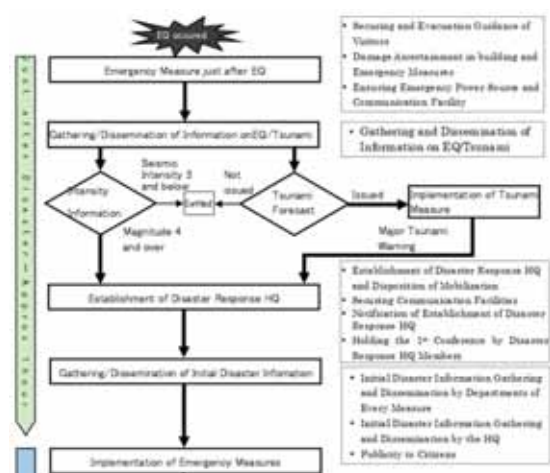 EQ occured
Emergency Measure just after EQ
Securing and Evacuation Guidance of
Visitors
Damage Ascertainment in building and
Emergency Measures
Ensuring Emergency Power Source and
Communication Facility
Gathering/Dissemination of Information onEQ/Tsunami
Gathering and Dissemination of
Information on EQ/Tsunami
Seismic
Intensity 3
and below
Not
issued
Intensity
Information
Tsunami
Forecast
Issued
Implementation of Tsunami
Measure
Magnitude 4
and over
Major Tsunami
Warning
Establishment of Disaster Response HQ
Establishment of Disaster Response HQ
and Disposition of Mobilization
Securing Communication Facilities
Notification of Establishment of Disaster
Response HQ
Holding the 1st Conference by Disaster
Response HQ Members
Gathering/Dissemination of Initial Disaster Infomation
Initial Disaster Information Gathering
and Dissemination by Departments of
Every Measure
Initial Disaster Information Gathering
and Dissemination by the HQ
Publicity to Citizens
Implementation of Emergency Measures
Just after Disaster